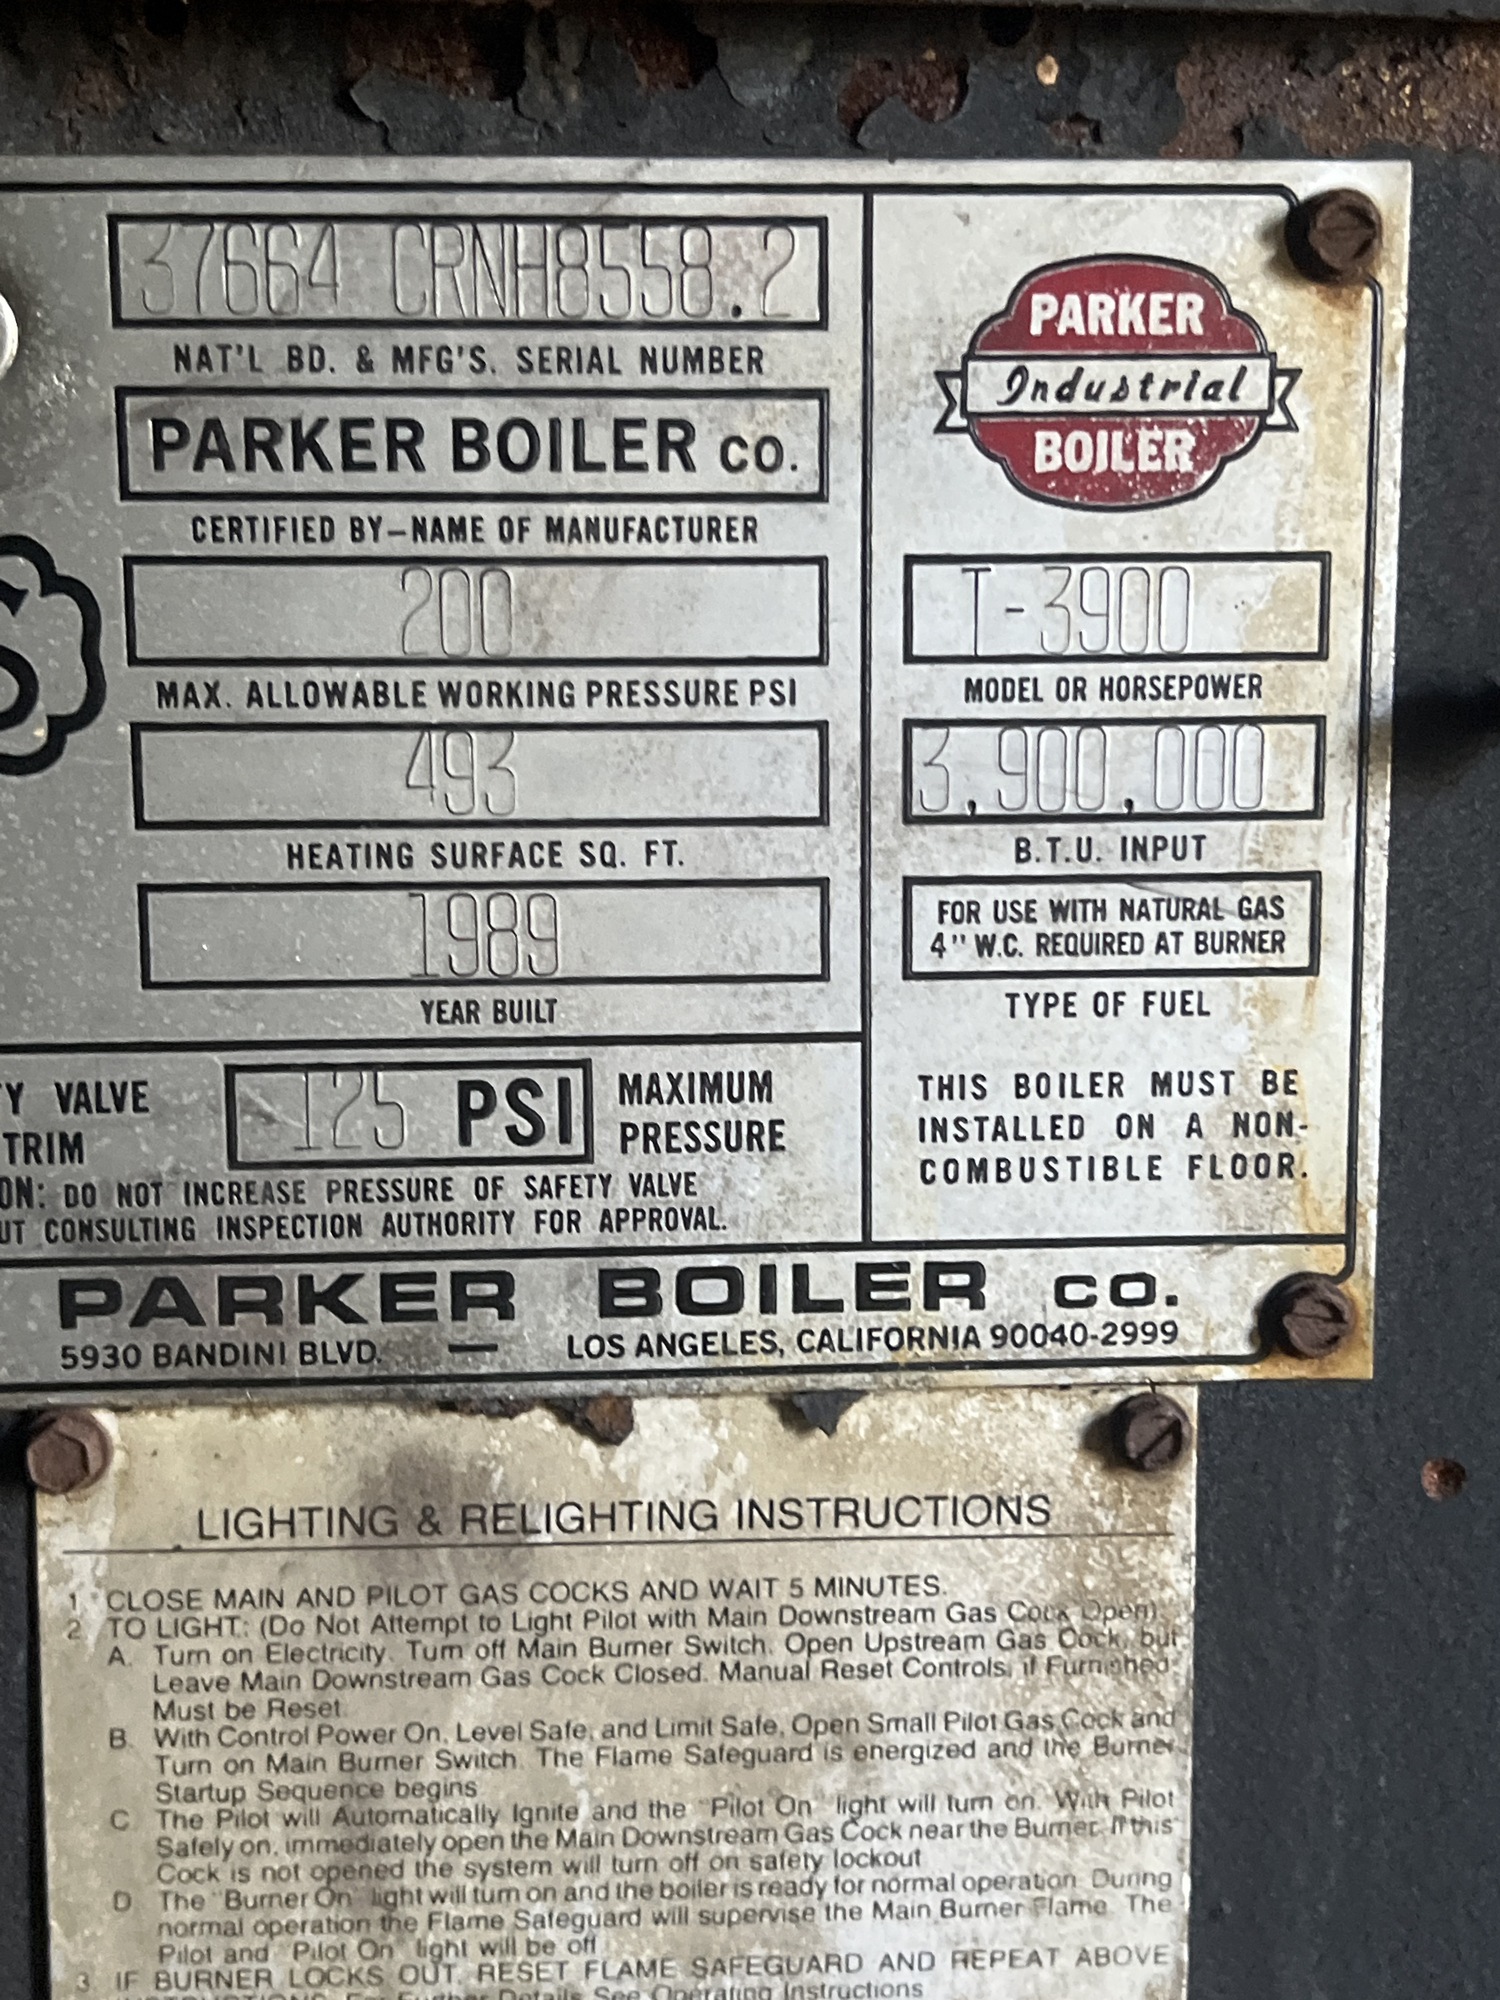 37664 CRNH8558.2
NAT'L BD. & MFG'S. SERIAL NUMBER
PARKER BOILER CO.
CERTIFIED BY–NAME OF MANUFACTURER
200
MAX. ALLOWABLE WORKING PRESSURE PSI
493
HEATING SURFACE SQ. FT.
1989
YEAR BUILT
S
PARKER
Industrial
BOILER
T-3900
MODEL OR HORSEPOWER
3,900,000
B.T.U. INPUT
FOR USE WITH NATURAL GAS
4" W.C. REQUIRED AT BURNER
TYPE OF FUEL
THIS BOILER MUST BE
INSTALLED ON A NON-
COMBUSTIBLE FLOOR.
Y VALVE
TRIM
125 PSI
MAXIMUM
PRESSURE
ON: DO NOT INCREASE PRESSURE OF SAFETY VALVE
UT CONSULTING INSPECTION AUTHORITY FOR APPROVAL.
PARKER BOILER CO.
5930 BANDINI BLVD. — LOS ANGELES, CALIFORNIA 90040-2999
LIGHTING & RELIGHTING INSTRUCTIONS
1. CLOSE MAIN AND PILOT GAS COCKS AND WAIT 5 MINUTES.
2. TO LIGHT: (Do Not Attempt to Light Pilot with Main Downstream Gas Cock Open).
A. Turn on Electricity. Turn off Main Burner Switch. Open Upstream Gas Cock, but
Leave Main Downstream Gas Cock Closed. Manual Reset Controls, if Furnished
Must be Reset.
B. With Control Power On, Level Safe, and Limit Safe, Open Small Pilot Gas Cock and
Turn on Main Burner Switch. The Flame Safeguard is energized and the Burner
Startup Sequence begins
C The Pilot will Automatically Ignite and the "Pilot On" light will turn on. With Pilot
Safely on, immediately open the Main Downstream Gas Cock near the Burner. If this
Cock is not opened the system will turn off on safety lockout
D The "Burner On" light will turn on and the boiler is ready for normal operation. During
normal operation the Flame Safeguard will supervise the Main Burner Flame. The
Pilot and "Pilot On" light will be off
3 IF BURNER LOCKS OUT, RESET FLAME SAFEGUARD AND REPEAT ABOVE
INSTRUCTIONS. For Further Details See Operating Instructions